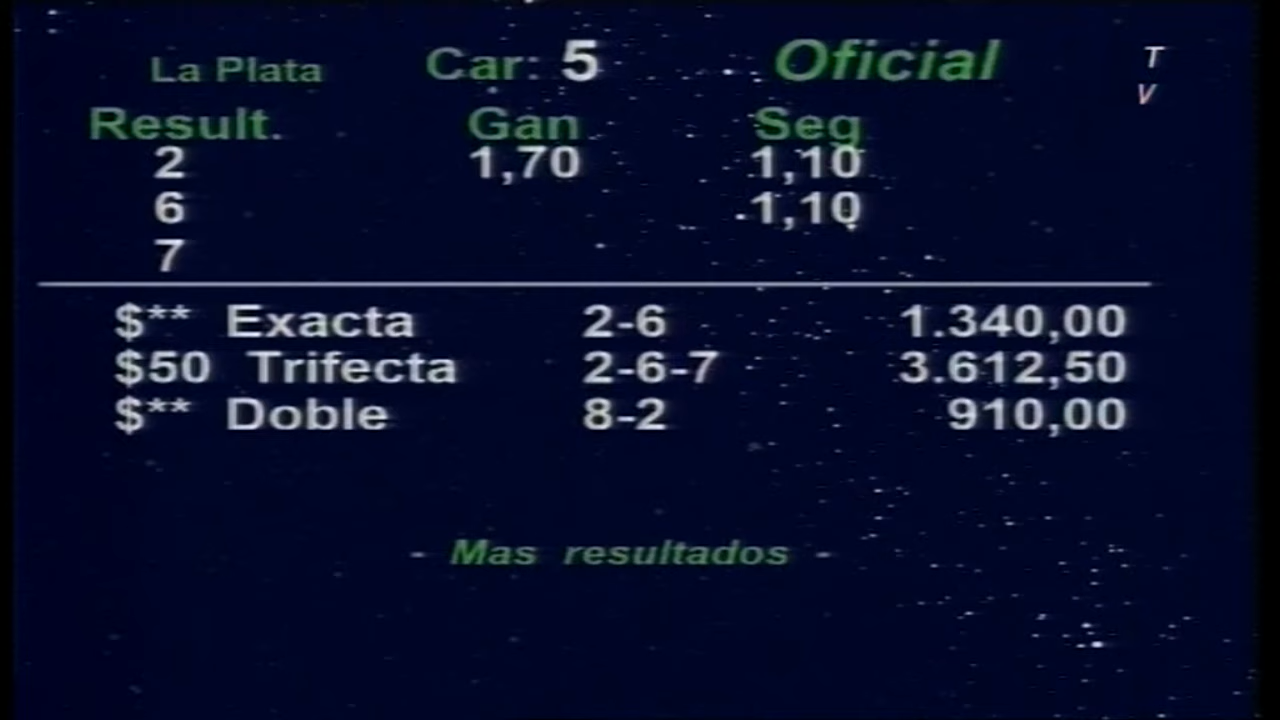 La Plata Car: 5 Oficial T
V
Result. Gan Seg
2 1,70 1,10
6 1,10
7
$** Exacta 2-6 1.340,00
$50 Trifecta 2-6-7 3.612,50
$** Doble 8-2 910,00
- Mas resultados -